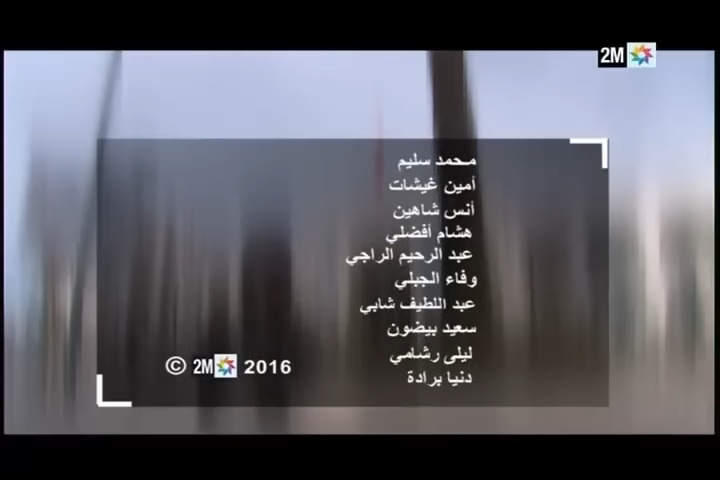 2M
محمد سليم
أمين غيشات
أنس شاهين
هشام أفضلي
عبد الرحيم الراجي
وفاء الجبلي
عبد اللطيف شابي
سعيد بيضون
ليلى رشامي
دنيا برادة
© 2M 2016